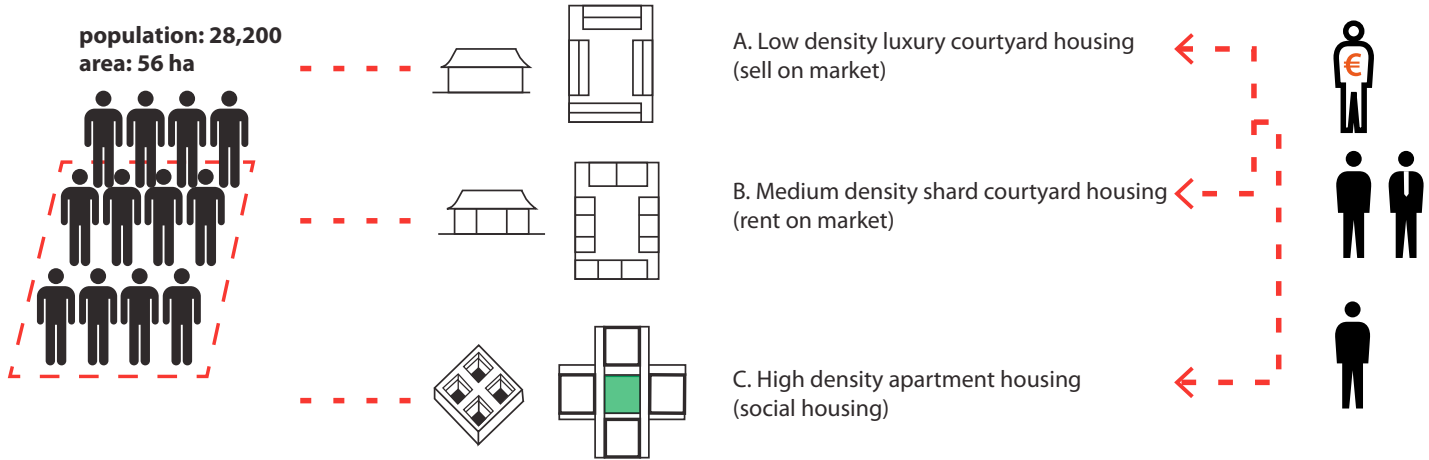 population: 28,200
area: 56 ha
A. Low density luxury courtyard housing
(sell on market)
€
B. Medium density shard courtyard housing
(rent on market)
C. High density apartment housing
(social housing)